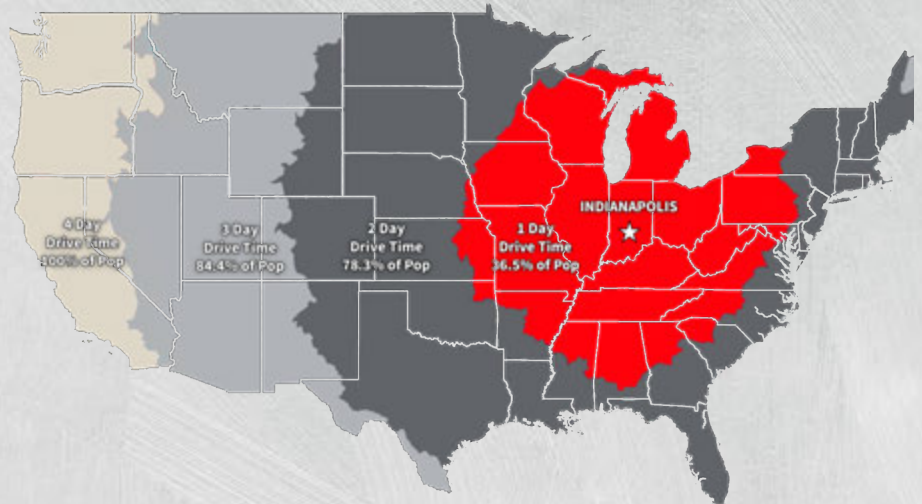 INDIANAPOLIS
4 Day
Drive Time
100% of Pop
3 Day
Drive Time
84.4% of Pop
2 Day
Drive Time
78.3% of Pop
1 Day
Drive Time
36.5% of Pop